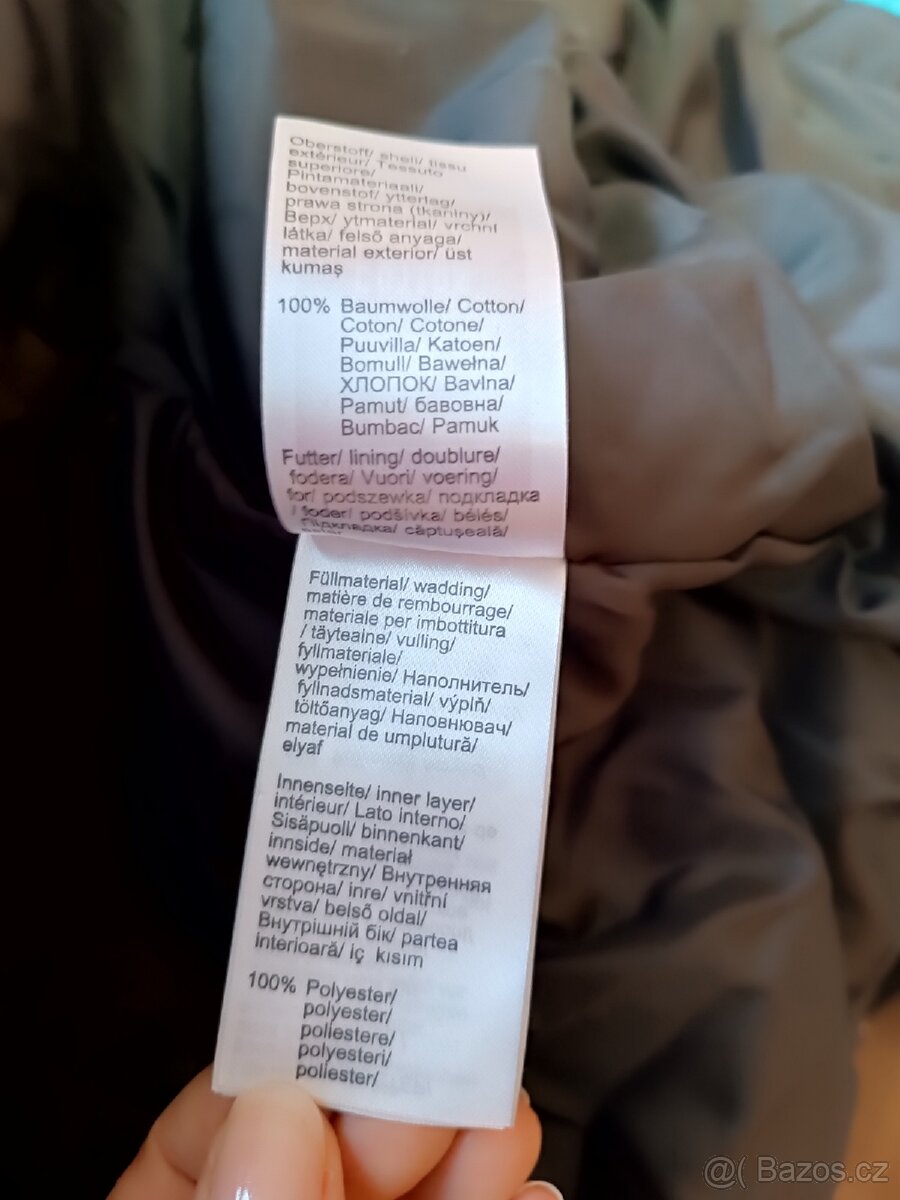 Oberstoff/ shell/ tissu
extérieur/ Tessuto
superiore/
Pintamateriaali/
bovenstof/ ytterlag/
prawa strona (tkaniny)/
Верх/ ytmaterial/ vrchní
látka/ felső anyaga/
material exterior/ üst
kumaş
100% Baumwolle/ Cotton/
Coton/ Cotone/
Puuvilla/ Katoen/
Bomull/ Bawełna/
ХЛОПОК/ Bavlna/
Pamut/ бавовна/
Bumbac/ Pamuk
Futter/ lining/ doublure/
fodera/ Vuori/ voering/
for/ podszewka/ подкладка
/ foder/ podšívka/ bélés/
Підкладка/ căptuşeală/
Füllmaterial/ wadding/
matière de rembourrage/
materiale per imbottitura
/ täyteaine/ vulling/
fyllmateriale/
wypełnienie/ Наполнитель/
fyllnadsmaterial/ výplň/
töltőanyag/ Наповнювач/
material de umplutură/
elyaf
Innenseite/ inner layer/
intérieur/ Lato interno/
Sisäpuoli/ binnenkant/
innside/ materiał
wewnętrzny/ Внутренняя
сторона/ inre/ vnitřní
vrstva/ belső oldal/
Внутрішній бік/ partea
interioară/ iç kısım
100% Polyester/
polyester/
poliestere/
polyesteri/
poliester/
@( Bazos.cz